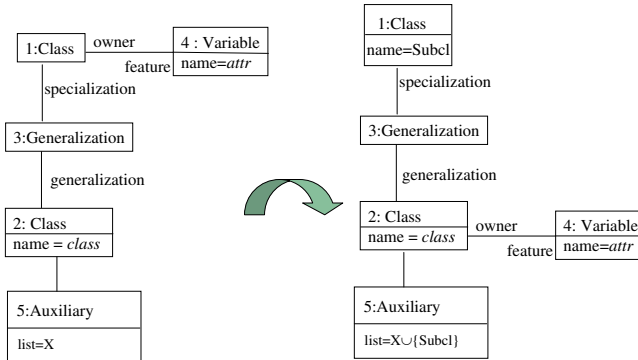 1:Class
owner
4 : Variable
name=attr
feature
specialization
3:Generalization
generalization
2: Class
name = class
5:Auxiliary
list=X
1:Class
name=Subcl
specialization
3:Generalization
generalization
2: Class
name = class
owner
feature
4: Variable
name=attr
5:Auxiliary
list=X∪{Subcl}